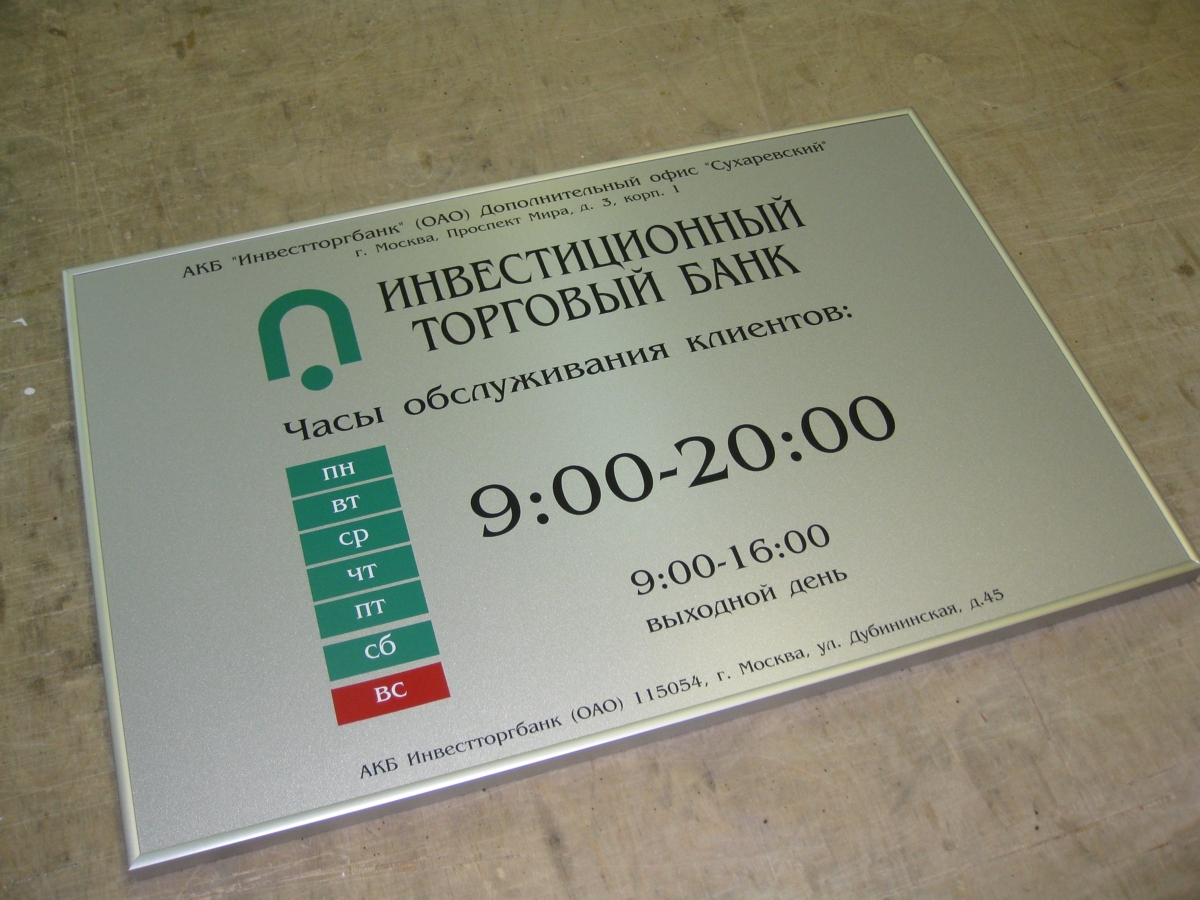 АКБ "Инвестторгбанк" (ОАО) Дополнительный офис "Сухаревский"
г. Москва, Проспект Мира, д. 3, корп. 1
ИНВЕСТИЦИОННЫЙ
ТОРГОВЫЙ БАНК
Часы обслуживания клиентов:
пн
вт
ср
чт
пт
9:00-20:00
сб
9:00-16:00
вс
выходной день
АКБ Инвестторгбанк (ОАО) 115054, г. Москва, ул. Дубининская, д.45